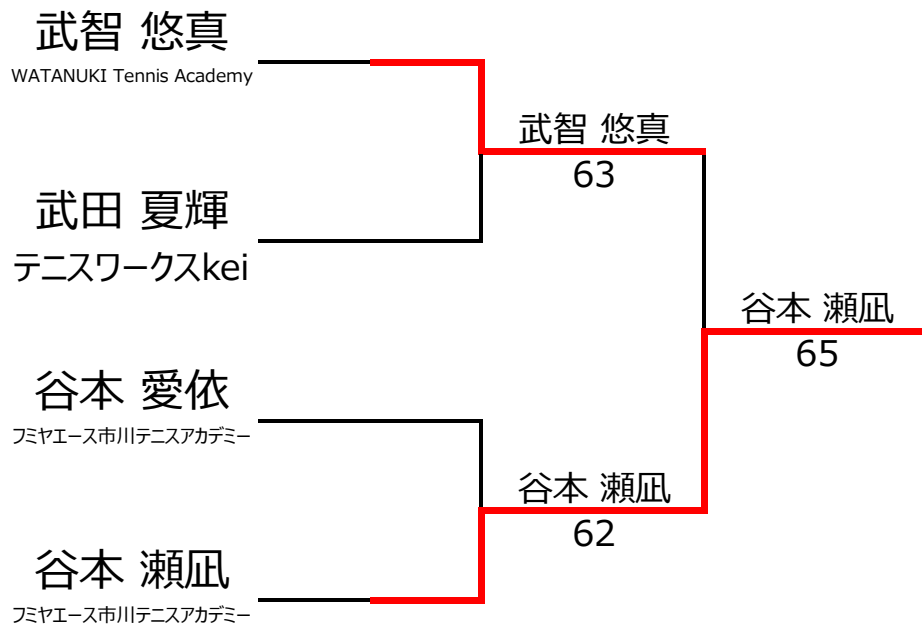 武智 悠真
WATANUKI Tennis Academy
武智 悠真
63
武田 夏輝
テニスワークスkei
谷本 瀬凪
65
谷本 愛依
フミヤエース市川テニスアカデミー
谷本 瀬凪
62
谷本 瀬凪
フミヤエース市川テニスアカデミー